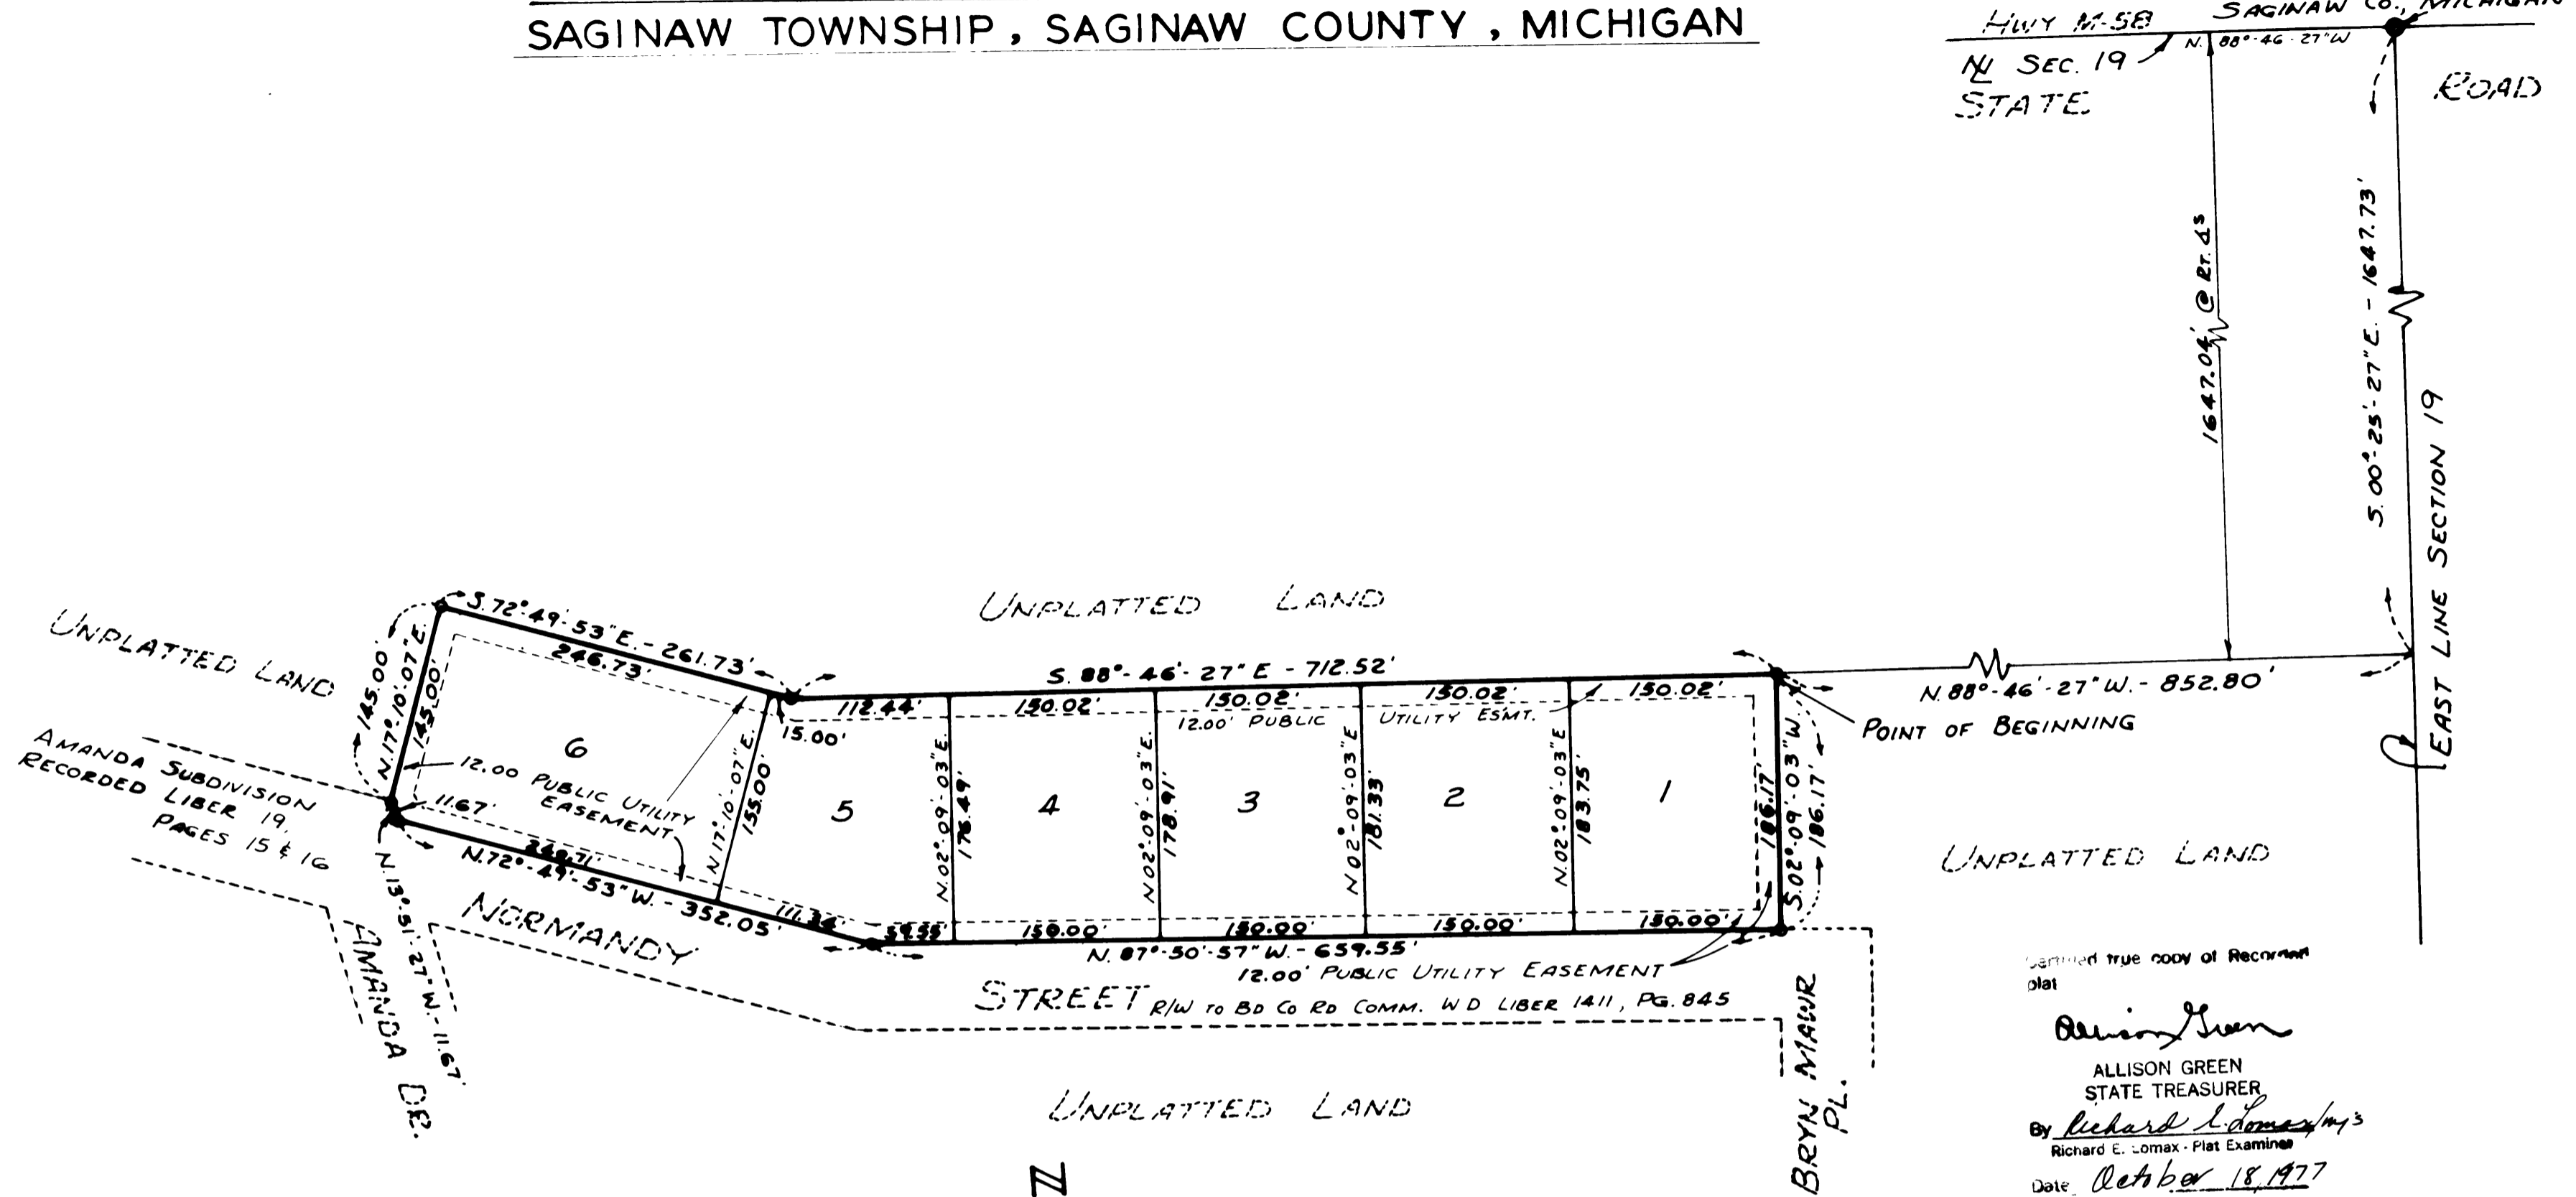 SAGINAW TOWNSHIP, SAGINAW COUNTY, MICHIGAN
SAGINAW CO., MICHIGAN
HWY M-58
N. 88°-46'-27"W
NL SEC. 19
STATE
ROAD
1647.04' @ RT. ∠s
S. 00°-25'-27"E. - 1647.73'
EAST LINE SECTION 19
UNPLATTED LAND
UNPLATTED LAND
S. 72°-49'-53"E. - 261.73'
246.73'
145.00'
N. 17°-10'-07"E.
145.00'
S. 88°-46'-27"E - 712.52'
112.44'
150.02'
150.02'
150.02'
150.02'
12.00' PUBLIC UTILITY ESMT.
15.00'
N. 88°-46'-27"W. - 852.80'
POINT OF BEGINNING
AMANDA SUBDIVISION
RECORDED LIBER 19,
PAGES 15 & 16
6
12.00 PUBLIC UTILITY
EASEMENT
11.67'
N 17°-10'-07"E.
155.00'
5
N. 02°-09'-03"E.
176.49'
4
N 02°-09'-03"E.
178.91'
3
N 02°-09'-03"E
181.33'
2
N. 02°-09'-03"E
183.75'
1
186.17'
S. 02°-09'-03"W.
186.17'
UNPLATTED LAND
N. 72°-49'-53"W. - 352.05'
111.34'
59.55'
150.00'
150.00'
150.00'
150.00'
N. 87°-50'-57"W. - 659.55'
12.00' PUBLIC UTILITY EASEMENT
NORMANDY
STREET
R/W TO BD CO RD COMM. WD LIBER 1411, PG. 845
N. 13°-51'-27"W. - 11.67'
AMANDA DR.
BRYN MAWR
PL.
UNPLATTED LAND
N
Certified true copy of Recorded
plat
Allison Green
ALLISON GREEN
STATE TREASURER
By Richard E. Lomax/mjs
Richard E. Lomax - Plat Examiner
Date October 18, 1977